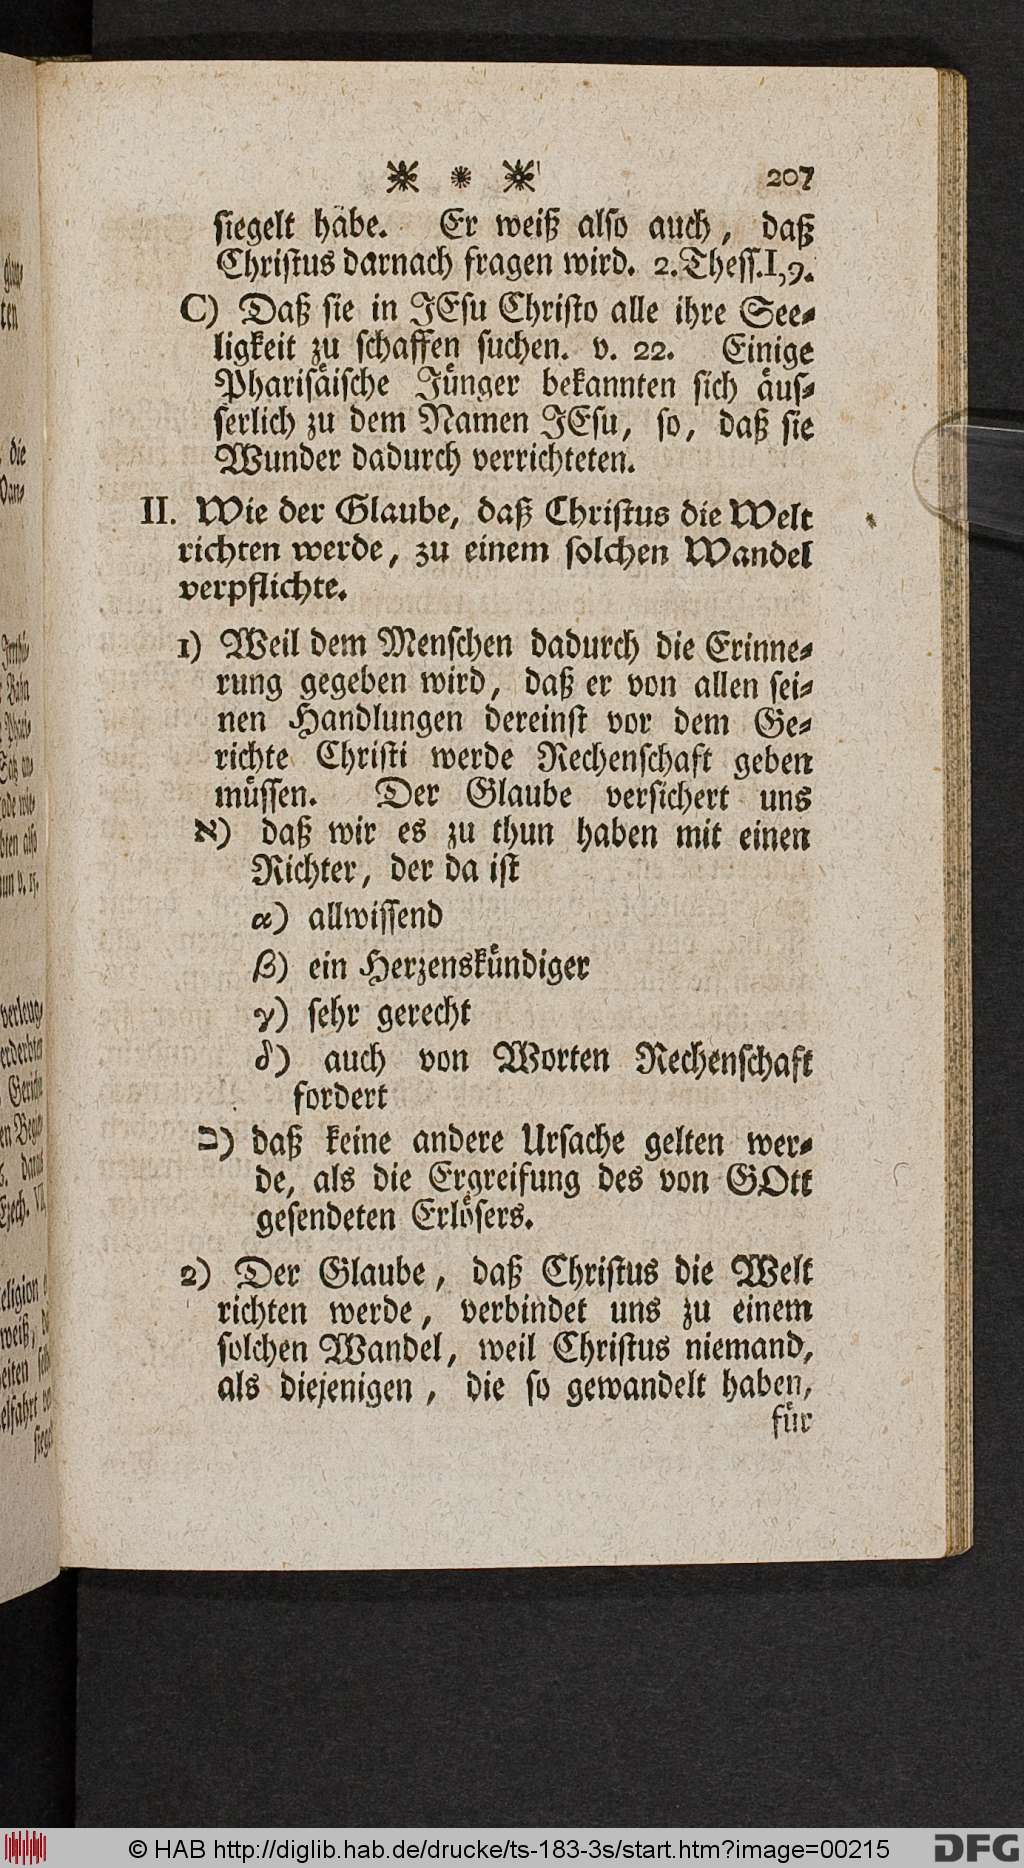 207
siegelt habe. Er weiß also auch, daß
Christus darnach fragen wird. 2. Thess. I, 9.
C) Daß sie in JEsu Christo alle ihre See-
ligkeit zu schaffen suchen. v. 22. Einige
Pharisäische Jünger bekannten sich äus-
serlich zu dem Namen JEsu, so, daß sie
Wunder dadurch verrichteten.
II. Wie der Glaube, daß Christus die Welt
richten werde, zu einem solchen Wandel
verpflichte.
1) Weil dem Menschen dadurch die Erinne-
rung gegeben wird, daß er von allen sei-
nen Handlungen dereinst vor dem Ge-
richte Christi werde Rechenschaft geben
müssen. Der Glaube versichert uns
א) daß wir es zu thun haben mit einen
Richter, der da ist
α) allwissend
β) ein Herzenskündiger
γ) sehr gerecht
δ) auch von Worten Rechenschaft
fordert
ב) daß keine andere Ursache gelten wer-
de, als die Ergreifung des von GOtt
gesendeten Erlösers.
2) Der Glaube, daß Christus die Welt
richten werde, verbindet uns zu einem
solchen Wandel, weil Christus niemand,
als diejenigen, die so gewandelt haben,
für
© HAB http://diglib.hab.de/drucke/ts-183-3s/start.htm?image=00215
DFG